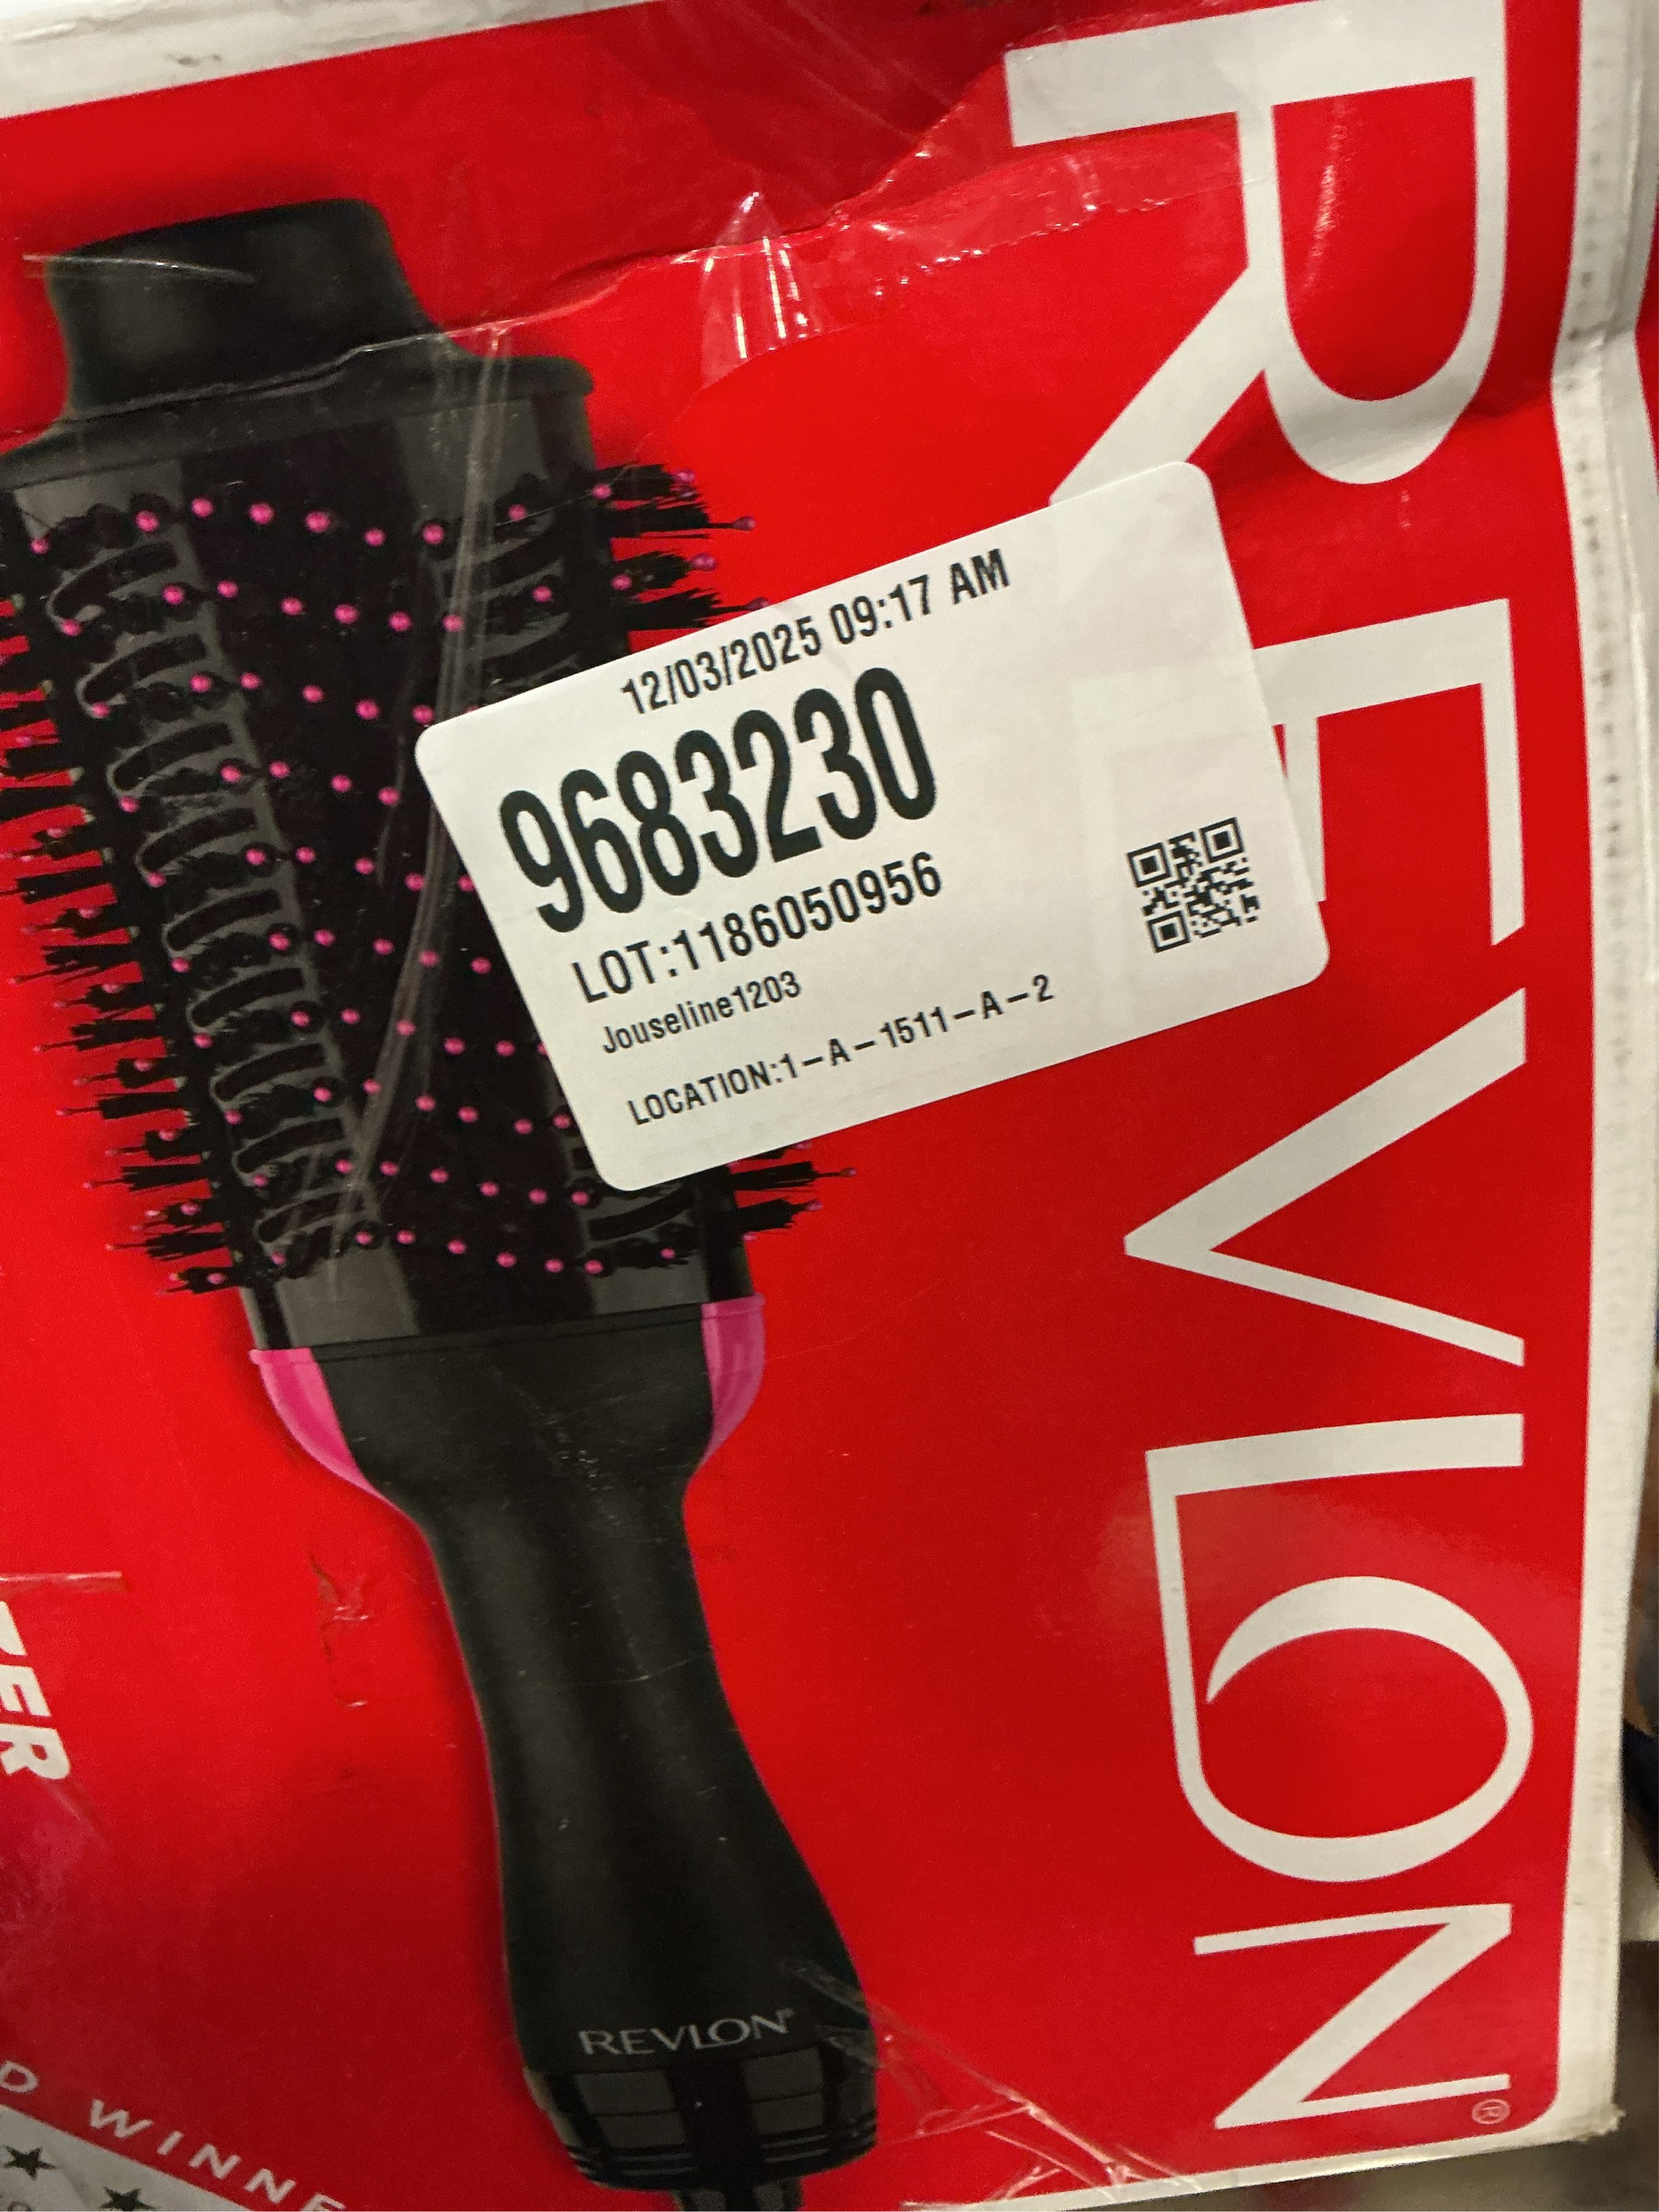 REVLON®
12/03/2025 09:17 AM
9683230
LOT:1186050956
Jouseline1203
LOCATION:1-A-1511-A-2
REVLON®